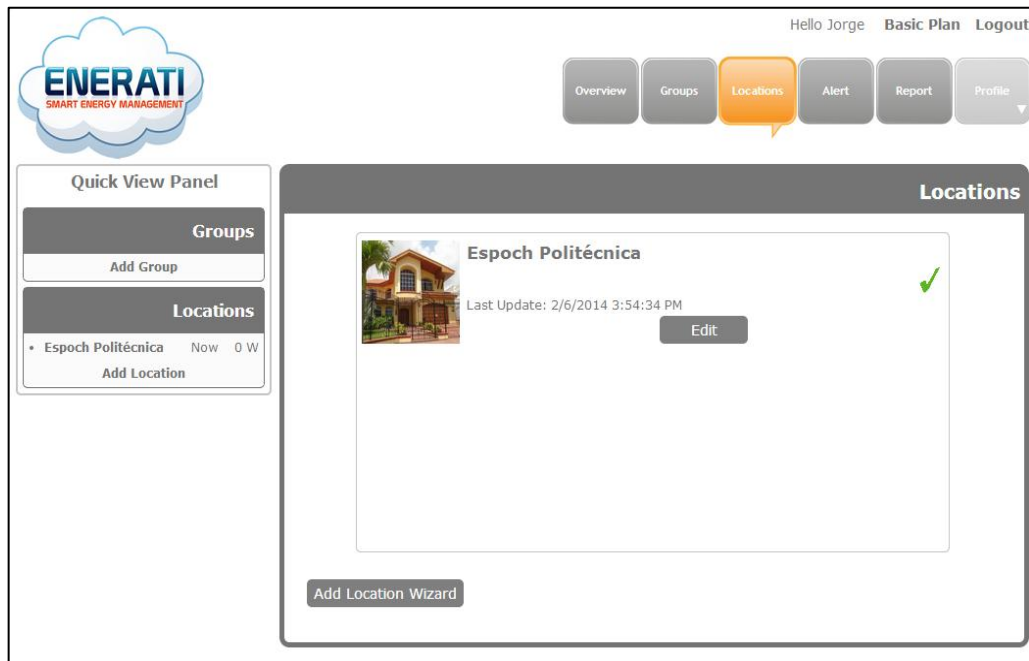 Hello Jorge Basic Plan Logout
ENERATI
SMART ENERGY MANAGEMENT
Overview Groups Locations Alert Report Profile
Quick View Panel
Groups
Add Group
Locations
• Espoch Politécnica Now 0 W
Add Location
Locations
Espoch Politécnica
Last Update: 2/6/2014 3:54:34 PM
Edit
Add Location Wizard